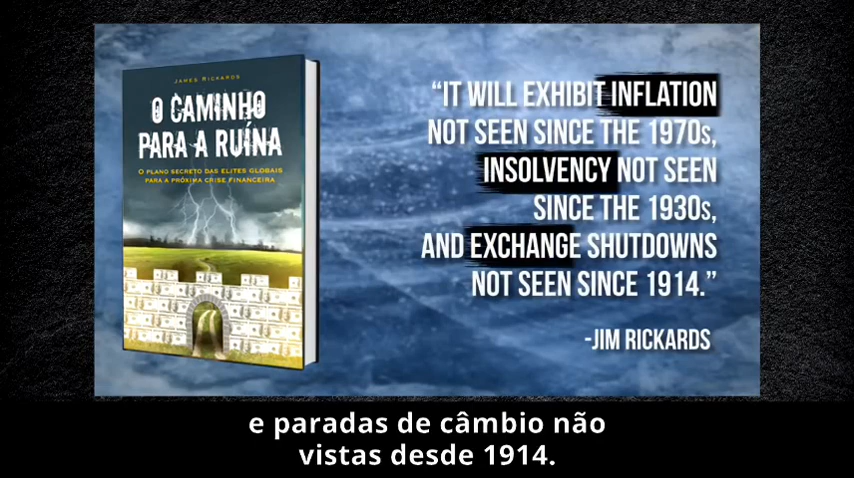 JAMES RICKARDS
O CAMINHO
PARA A RUÍNA
O PLANO SECRETO DAS ELITES GLOBAIS
PARA A PRÓXIMA CRISE FINANCEIRA
“IT WILL EXHIBIT INFLATION
NOT SEEN SINCE THE 1970s,
INSOLVENCY NOT SEEN
SINCE THE 1930s,
AND EXCHANGE SHUTDOWNS
NOT SEEN SINCE 1914.”
-JIM RICKARDS
e paradas de câmbio não
vistas desde 1914.